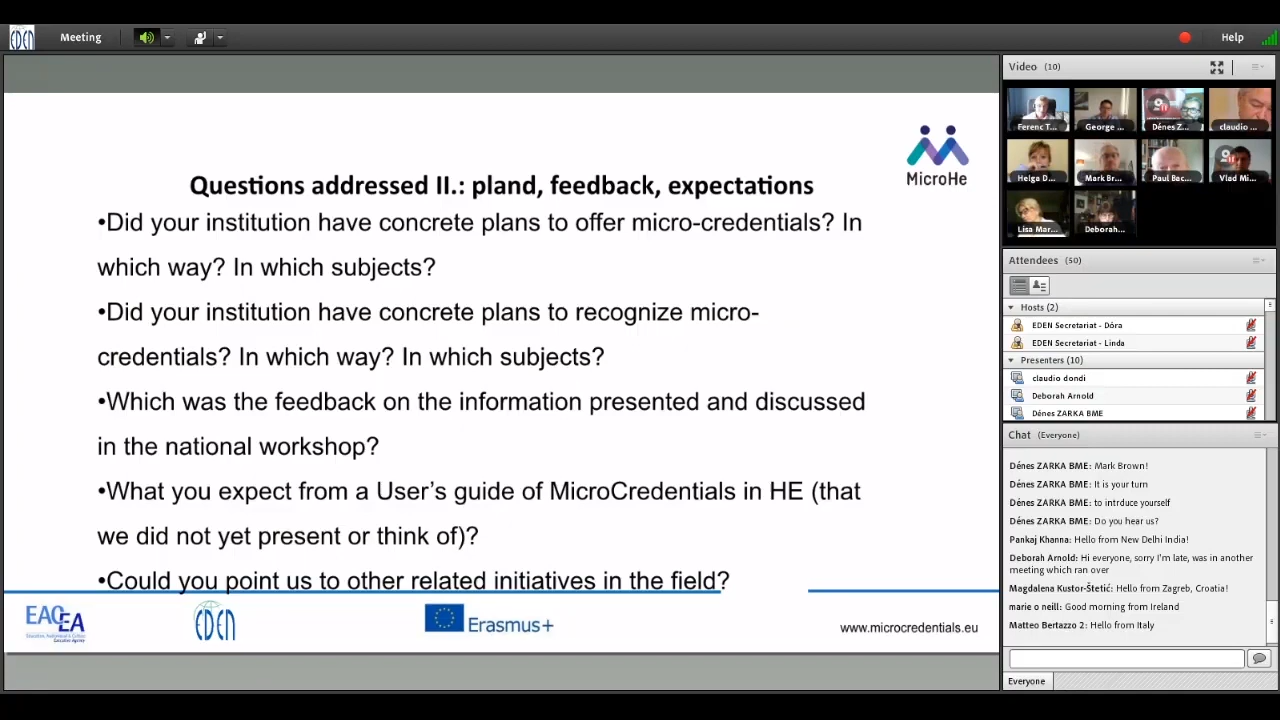 EDEN
Meeting
Help
Questions addressed II.: pland, feedback, expectations
•Did your institution have concrete plans to offer micro-credentials? In
which way? In which subjects?
•Did your institution have concrete plans to recognize micro-
credentials? In which way? In which subjects?
•Which was the feedback on the information presented and discussed
in the national workshop?
•What you expect from a User’s guide of MicroCredentials in HE (that
we did not yet present or think of)?
•Could you point us to other related initiatives in the field?
MicroHe
EACEA
EDEN
Erasmus+
www.microcredentials.eu
Video (10)
Ferenc T...
George ...
Dénes Z...
claudio ...
Helga D...
Mark Br...
Paul Bac...
Vlad Mi...
Lisa Mar...
Deborah...
Attendees (50)
Hosts (2)
EDEN Secretariat - Dóra
EDEN Secretariat - Linda
Presenters (10)
claudio dondi
Deborah Arnold
Dénes ZARKA BME
Chat (Everyone)
Dénes ZARKA BME: Mark Brown!
Dénes ZARKA BME: It is your turn
Dénes ZARKA BME: to intrduce yourself
Dénes ZARKA BME: Do you hear us?
Pankaj Khanna: Hello from New Delhi India!
Deborah Arnold: Hi everyone, sorry I'm late, was in another
meeting which ran over
Magdalena Kustor-Štetić: Hello from Zagreb, Croatia!
marie o neill: Good morning from Ireland
Matteo Bertazzo 2: Hello from Italy
Everyone